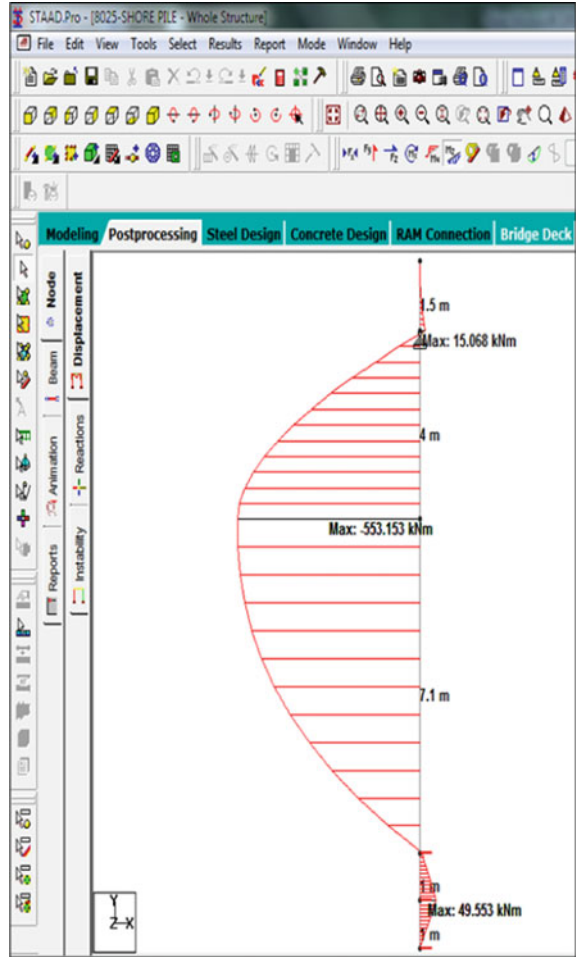 STAAD.Pro - [8025-SHORE PILE - Whole Structure]
File Edit View Tools Select Results Report Mode Window Help
Modeling Postprocessing Steel Design Concrete Design RAM Connection Bridge Deck
Node
Beam
Animation
Reports
Displacement
Reactions
Instability
1.5 m
Max: 15.068 kNm
4 m
Max: -553.153 kNm
7.1 m
1 m
Max: 49.553 kNm
1 m
Y
Z X